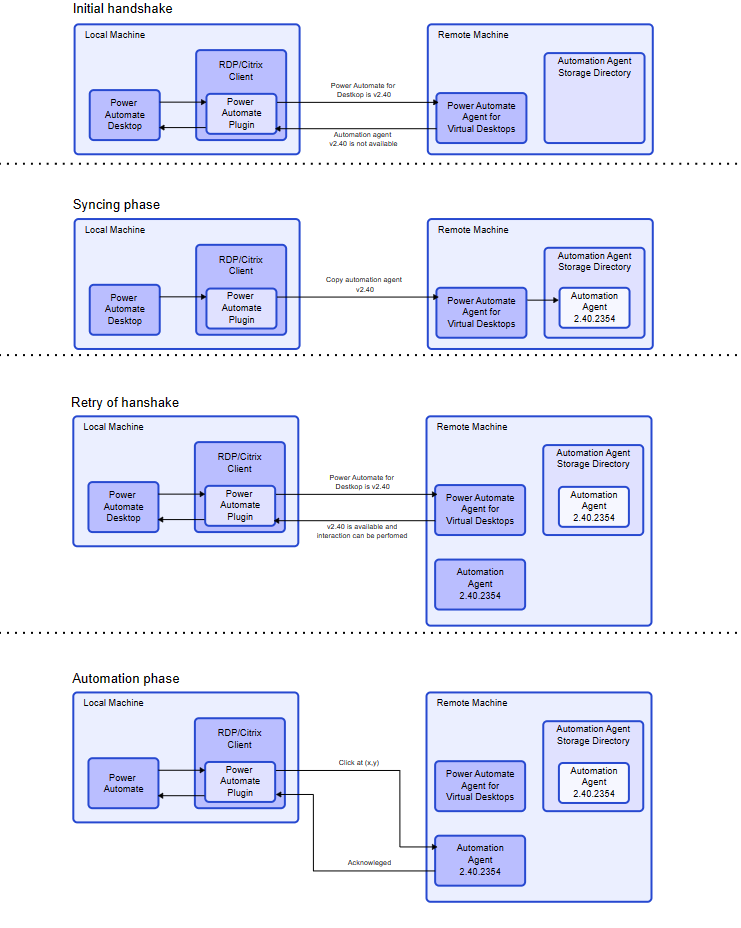 Initial handshake
Local Machine
RDP/Citrix
Client
Power
Automate
Desktop
Power
Automate
Plugin
Power Automate for
Destkop is v2.40
Automation agent
v2.40 is not available
Remote Machine
Power Automate
Agent for
Virtual Desktops
Automation Agent
Storage Directory
Syncing phase
Local Machine
RDP/Citrix
Client
Power
Automate
Desktop
Power
Automate
Plugin
Copy automation agent
v2.40
Remote Machine
Power Automate
Agent for
Virtual Desktops
Automation Agent
Storage Directory
Automation
Agent
2.40.2354
Retry of hanshake
Local Machine
RDP/Citrix
Client
Power
Automate
Desktop
Power
Automate
Plugin
Power Automate for
Destkop is v2.40
v2.40 is available and
interaction can be perfomed
Remote Machine
Power Automate
Agent for
Virtual Desktops
Automation Agent
Storage Directory
Automation
Agent
2.40.2354
Automation
Agent
2.40.2354
Automation phase
Local Machine
RDP/Citrix
Client
Power
Automate
Power
Automate
Plugin
Click at (x,y)
Acknowleged
Remote Machine
Power Automate
Agent for
Virtual Desktops
Automation Agent
Storage Directory
Automation
Agent
2.40.2354
Automation
Agent
2.40.2354